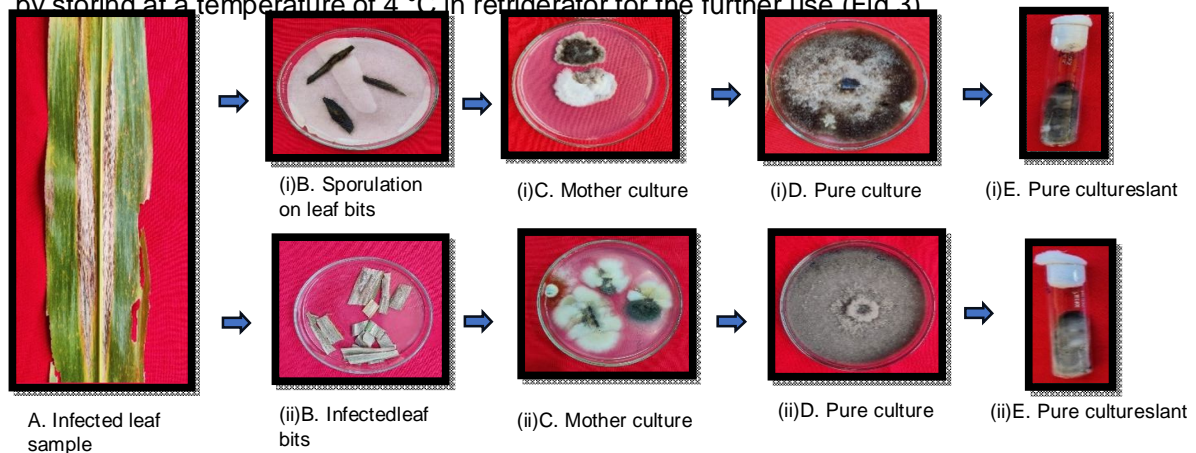 by storing at a temperature of 4 °C in refrigerator for the further use (Fig 3)
(i)B. Sporulation
on leaf bits
(i)C. Mother culture
(i)D. Pure culture
(i)E. Pure cultureslant
A. Infected leaf
sample
(ii)B. Infectedleaf
bits
(ii)C. Mother culture
(ii)D. Pure culture
(ii)E. Pure cultureslant